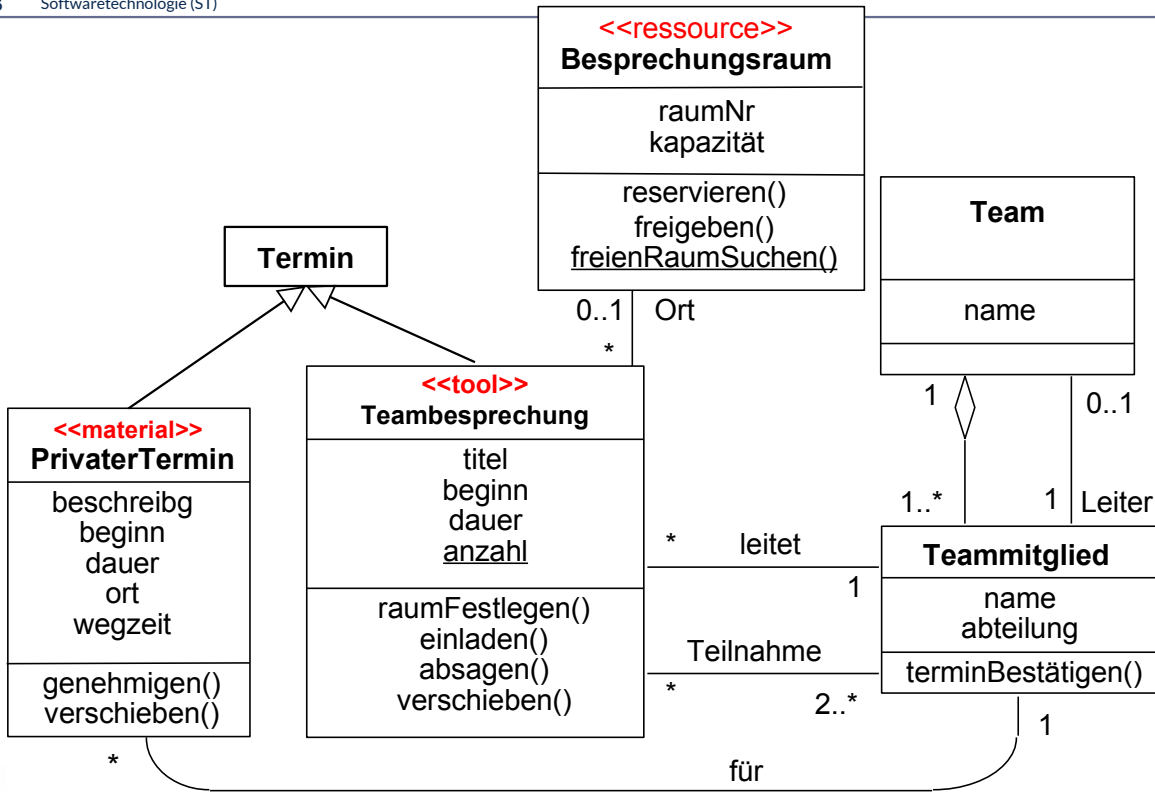 Softwaretechnologie (ST)
<<ressource>>
Besprechungsraum
raumNr
kapazität
reservieren()
freigeben()
freienRaumSuchen()
Team
name
Termin
0..1
Ort
*
1
0..1
<<tool>>
Teambesprechung
titel
beginn
dauer
anzahl
raumFestlegen()
einladen()
absagen()
verschieben()
<<material>>
PrivaterTermin
beschreibg
beginn
dauer
ort
wegzeit
genehmigen()
verschieben()
1..*
1
Leiter
Teammitglied
name
abteilung
terminBestätigen()
*
leitet
1
Teilnahme
*
2..*
1
*
für